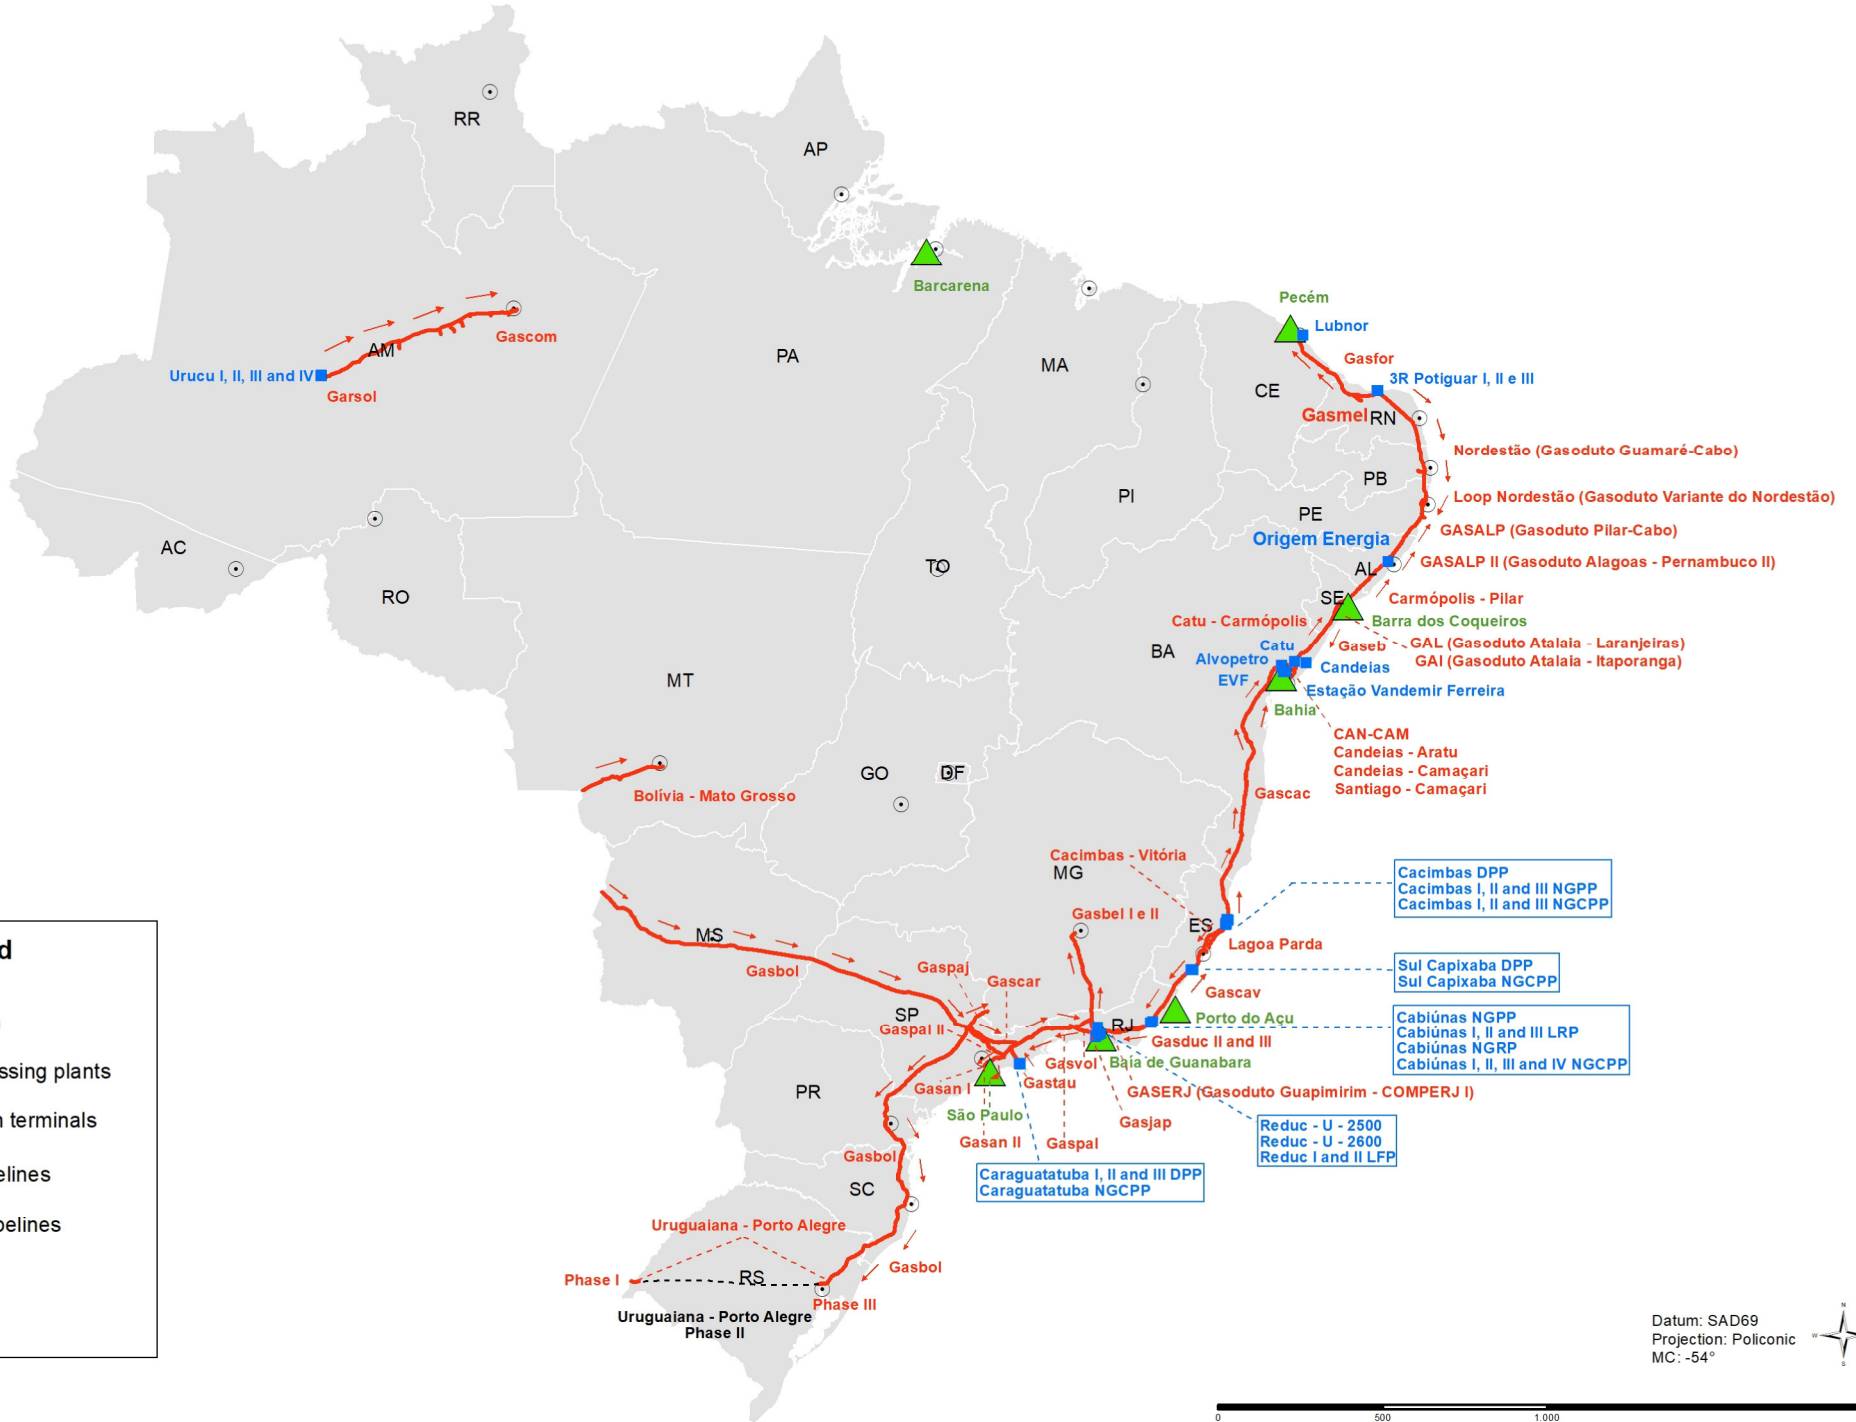 RR
AP
Barcarena
Pecém
Lubnor
Gascom
AM
Urucu I, II, III and IV
Garsol
PA
MA
Gasfor
3R Potiguar I, II e III
CE
Gasmel
RN
Nordestão (Gasoduto Guamaré-Cabo)
PB
PI
Loop Nordestão (Gasoduto Variante do Nordestão)
PE
GASALP (Gasoduto Pilar-Cabo)
Origem Energia
AC
TO
AL
GASALP II (Gasoduto Alagoas - Pernambuco II)
RO
SE
Carmópolis - Pilar
Catu - Carmópolis
Barra dos Coqueiros
BA
Catu
Gaseb
GAL (Gasoduto Atalaia - Laranjeiras)
Alvopetro
Candeias
GAI (Gasoduto Atalaia - Itaporanga)
MT
EVF
Estação Vandemir Ferreira
Bahia
CAN-CAM
Candeias - Aratu
Candeias - Camaçari
Santiago - Camaçari
GO
DF
Bolívia - Mato Grosso
Gascac
Cacimbas - Vitória
MG
Cacimbas DPP
Cacimbas I, II and III NGPP
Cacimbas I, II and III NGCPP
Gasbel I e II
ES
Lagoa Parda
MS
Gasbol
Gaspaj
Gascar
Sul Capixaba DPP
Sul Capixaba NGCPP
Gascav
SP
Gaspal II
RJ
Porto do Açu
Cabiúnas NGPP
Cabiúnas I, II and III LRP
Cabiúnas NGRP
Cabiúnas I, II, III and IV NGCPP
Gasduc II and III
Gasvol
Baía de Guanabara
PR
Gasan I
Gastau
GASERJ (Gasoduto Guapimirim - COMPERJ I)
São Paulo
Gasjap
Gasan II
Gaspal
Reduc - U - 2500
Reduc - U - 2600
Reduc I and II LFP
Gasbol
Caraguatatuba I, II and III DPP
Caraguatatuba NGCPP
SC
Uruguaiana - Porto Alegre
Gasbol
Phase I
RS
Phase III
Uruguaiana - Porto Alegre
Phase II
d
ssing plants
terminals
elines
pelines
Datum: SAD69
Projection: Policonic
MC: -54°
N
W
S
0 500 1.000